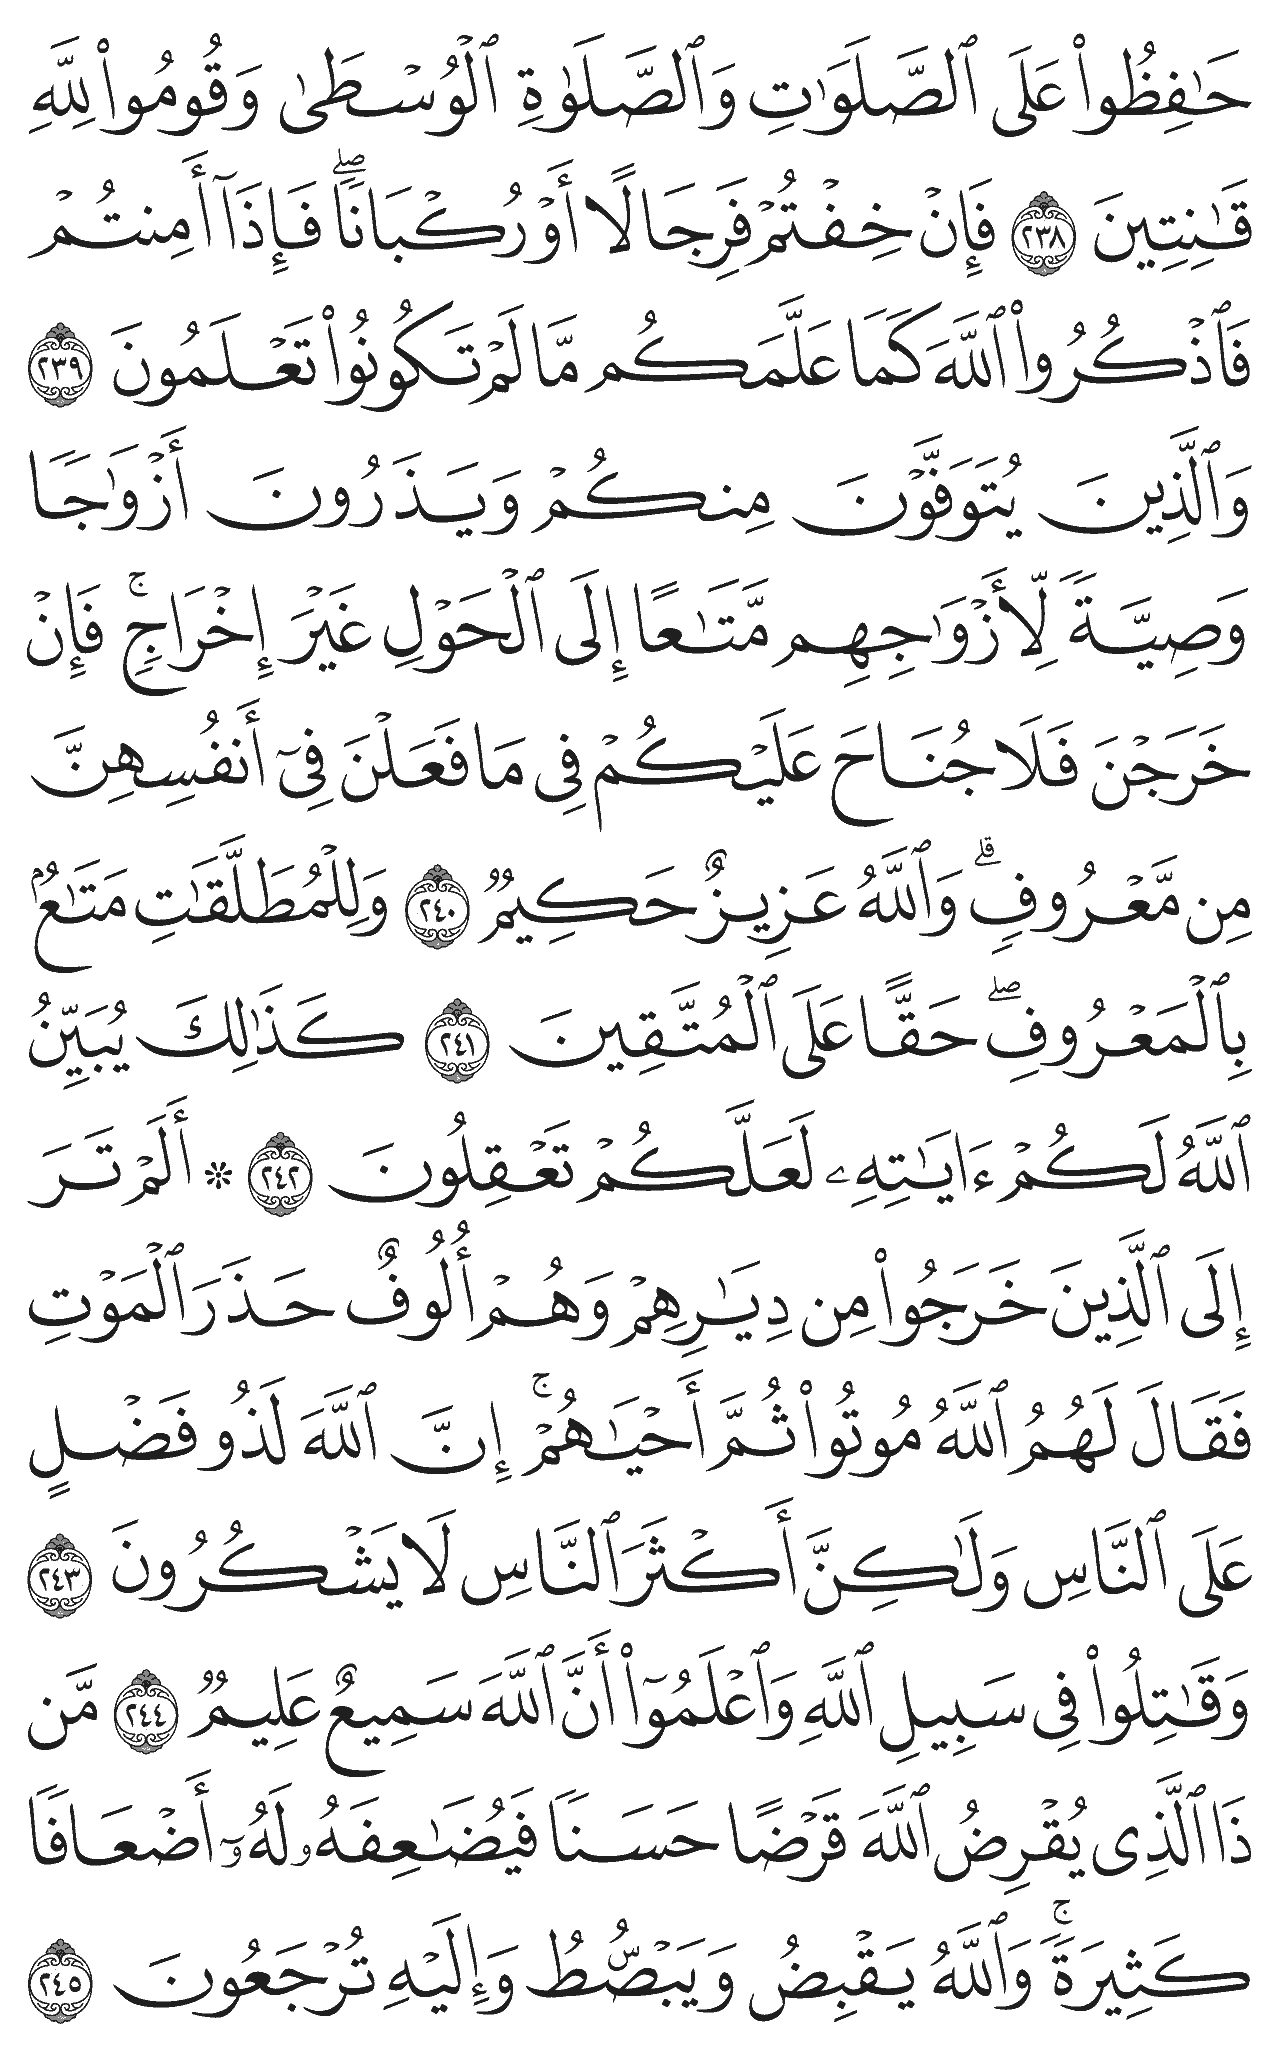 حَـٰفِظُوا۟ عَلَى ٱلصَّلَوَٰتِ وَٱلصَّلَوٰةِ ٱلْوُسْطَىٰ وَقُومُوا۟ لِلَّهِ
قَـٰنِتِينَ ٢٣٨ فَإِنْ خِفْتُمْ فَرِجَالًا أَوْ رُكْبَانًا ۖ فَإِذَآ أَمِنتُمْ
فَٱذْكُرُوا۟ ٱللَّهَ كَمَا عَلَّمَكُم مَّا لَمْ تَكُونُوا۟ تَعْلَمُونَ ٢٣٩
وَٱلَّذِينَ يُتَوَفَّوْنَ مِنكُمْ وَيَذَرُونَ أَزْوَٰجًا
وَصِيَّةً لِّأَزْوَٰجِهِم مَّتَـٰعًا إِلَى ٱلْحَوْلِ غَيْرَ إِخْرَاجٍ ۚ فَإِنْ
خَرَجْنَ فَلَا جُنَاحَ عَلَيْكُمْ فِى مَا فَعَلْنَ فِىٓ أَنفُسِهِنَّ
مِن مَّعْرُوفٍ ۗ وَٱللَّهُ عَزِيزٌ حَكِيمٌ ٢٤٠ وَلِلْمُطَلَّقَـٰتِ مَتَـٰعٌۢ
بِٱلْمَعْرُوفِ ۖ حَقًّا عَلَى ٱلْمُتَّقِينَ ٢٤١ كَذَٰلِكَ يُبَيِّنُ
ٱللَّهُ لَكُمْ ءَايَـٰتِهِۦ لَعَلَّكُمْ تَعْقِلُونَ ٢٤٢ ۞ أَلَمْ تَرَ
إِلَى ٱلَّذِينَ خَرَجُوا۟ مِن دِيَـٰرِهِمْ وَهُمْ أُلُوفٌ حَذَرَ ٱلْمَوْتِ
فَقَالَ لَهُمُ ٱللَّهُ مُوتُوا۟ ثُمَّ أَحْيَـٰهُمْ ۚ إِنَّ ٱللَّهَ لَذُو فَضْلٍ
عَلَى ٱلنَّاسِ وَلَـٰكِنَّ أَكْثَرَ ٱلنَّاسِ لَا يَشْكُرُونَ ٢٤٣
وَقَـٰتِلُوا۟ فِى سَبِيلِ ٱللَّهِ وَٱعْلَمُوٓا۟ أَنَّ ٱللَّهَ سَمِيعٌ عَلِيمٌ ٢٤٤ مَّن
ذَا ٱلَّذِى يُقْرِضُ ٱللَّهَ قَرْضًا حَسَنًا فَيُضَـٰعِفَهُۥ لَهُۥٓ أَضْعَافًا
كَثِيرَةً ۚ وَٱللَّهُ يَقْبِضُ وَيَبْصُۜطُ وَإِلَيْهِ تُرْجَعُونَ ٢٤٥